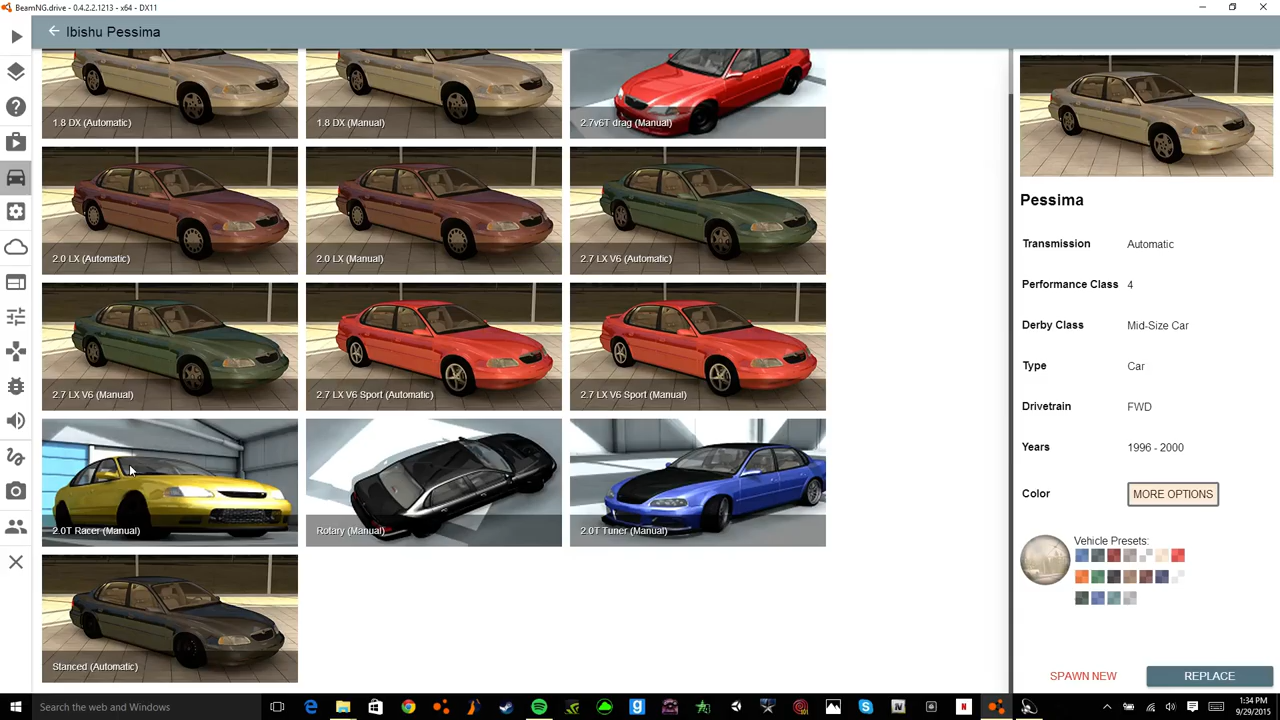 BeamNG.drive - 0.4.2.2.1213 - x64 - DX11
Ibishu Pessima
1.8 DX (Automatic)
1.8 DX (Manual)
2.7v6T drag (Manual)
2.0 LX (Automatic)
2.0 LX (Manual)
2.7 LX V6 (Automatic)
2.7 LX V6 (Manual)
2.7 LX V6 Sport (Automatic)
2.7 LX V6 Sport (Manual)
2.0T Racer (Manual)
Rotary (Manual)
2.0T Tuner (Manual)
Stanced (Automatic)
Pessima
Transmission Automatic
Performance Class 4
Derby Class Mid-Size Car
Type Car
Drivetrain FWD
Years 1996 - 2000
Color MORE OPTIONS
Vehicle Presets:
SPAWN NEW REPLACE
Search the web and Windows
1:34 PM
9/29/2015